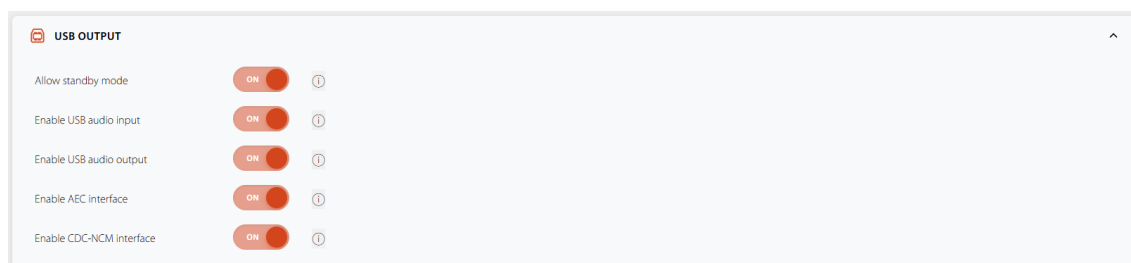 USB OUTPUT
Allow standby mode ON
Enable USB audio input ON
Enable USB audio output ON
Enable AEC interface ON
Enable CDC-NCM interface ON